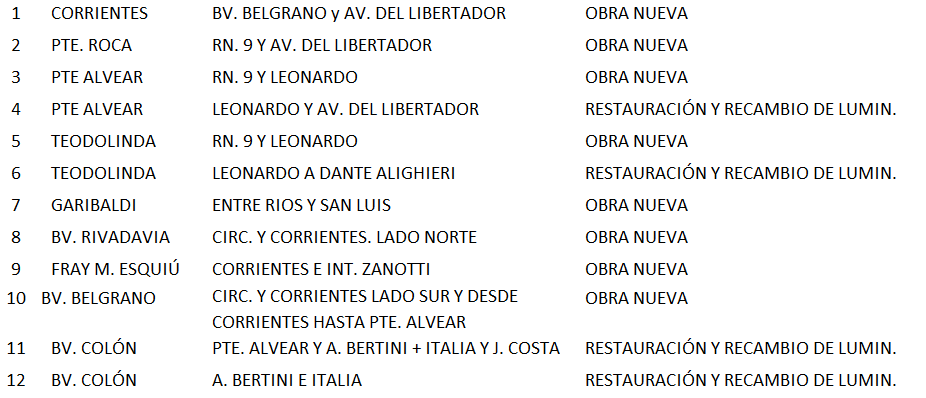 1 CORRIENTES BV. BELGRANO y AV. DEL LIBERTADOR OBRA NUEVA
2 PTE. ROCA RN. 9 Y AV. DEL LIBERTADOR OBRA NUEVA
3 PTE ALVEAR RN. 9 Y LEONARDO OBRA NUEVA
4 PTE ALVEAR LEONARDO Y AV. DEL LIBERTADOR RESTAURACIÓN Y RECAMBIO DE LUMIN.
5 TEODOLINDA RN. 9 Y LEONARDO OBRA NUEVA
6 TEODOLINDA LEONARDO A DANTE ALIGHIERI RESTAURACIÓN Y RECAMBIO DE LUMIN.
7 GARIBALDI ENTRE RIOS Y SAN LUIS OBRA NUEVA
8 BV. RIVADAVIA CIRC. Y CORRIENTES. LADO NORTE OBRA NUEVA
9 FRAY M. ESQUIÚ CORRIENTES E INT. ZANOTTI OBRA NUEVA
10 BV. BELGRANO CIRC. Y CORRIENTES LADO SUR Y DESDE OBRA NUEVA
CORRIENTES HASTA PTE. ALVEAR
11 BV. COLÓN PTE. ALVEAR Y A. BERTINI + ITALIA Y J. COSTA RESTAURACIÓN Y RECAMBIO DE LUMIN.
12 BV. COLÓN A. BERTINI E ITALIA RESTAURACIÓN Y RECAMBIO DE LUMIN.